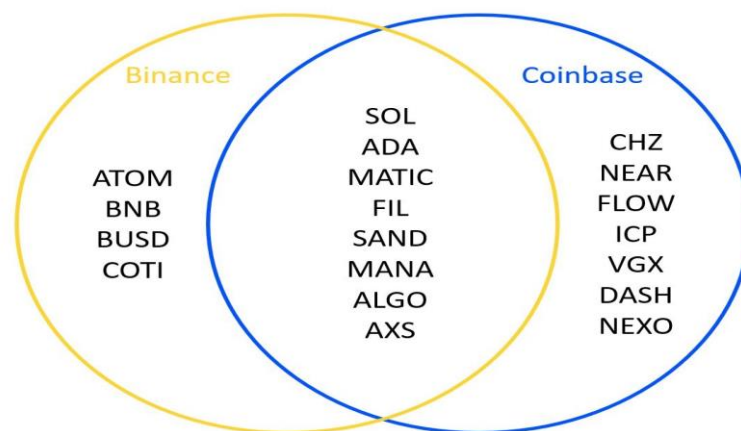 Binance
Coinbase
ATOM
BNB
BUSD
COTI
SOL
ADA
MATIC
FIL
SAND
MANA
ALGO
AXS
CHZ
NEAR
FLOW
ICP
VGX
DASH
NEXO